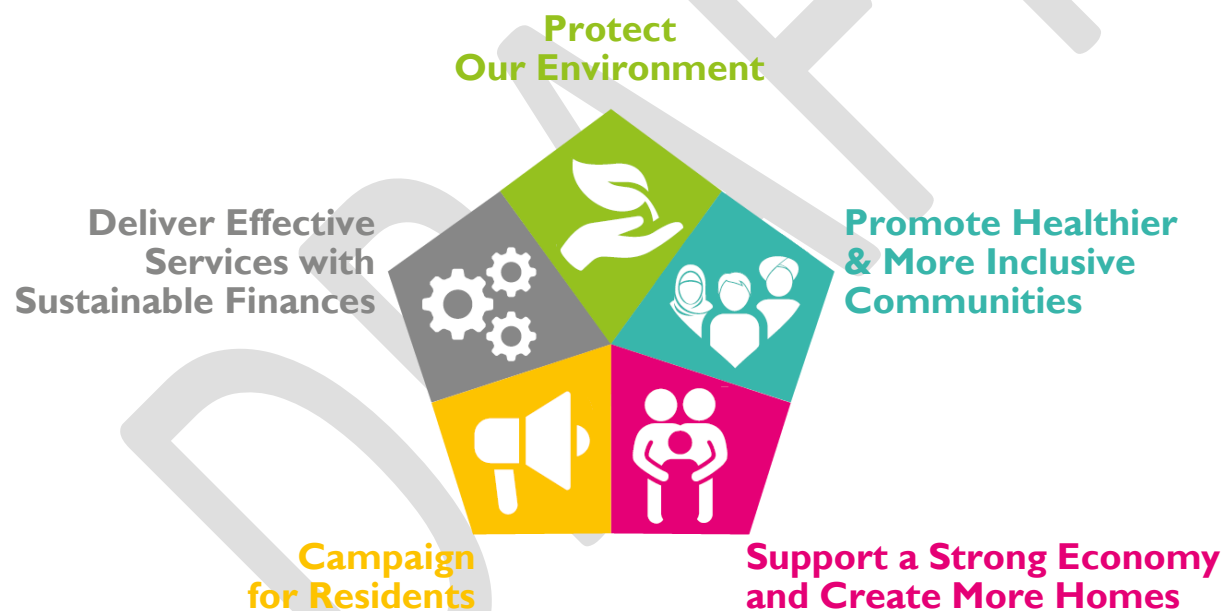 Protect
Our Environment
Deliver Effective
Services with
Sustainable Finances
Promote Healthier
& More Inclusive
Communities
Campaign
for Residents
Support a Strong Economy
and Create More Homes
DRAFT